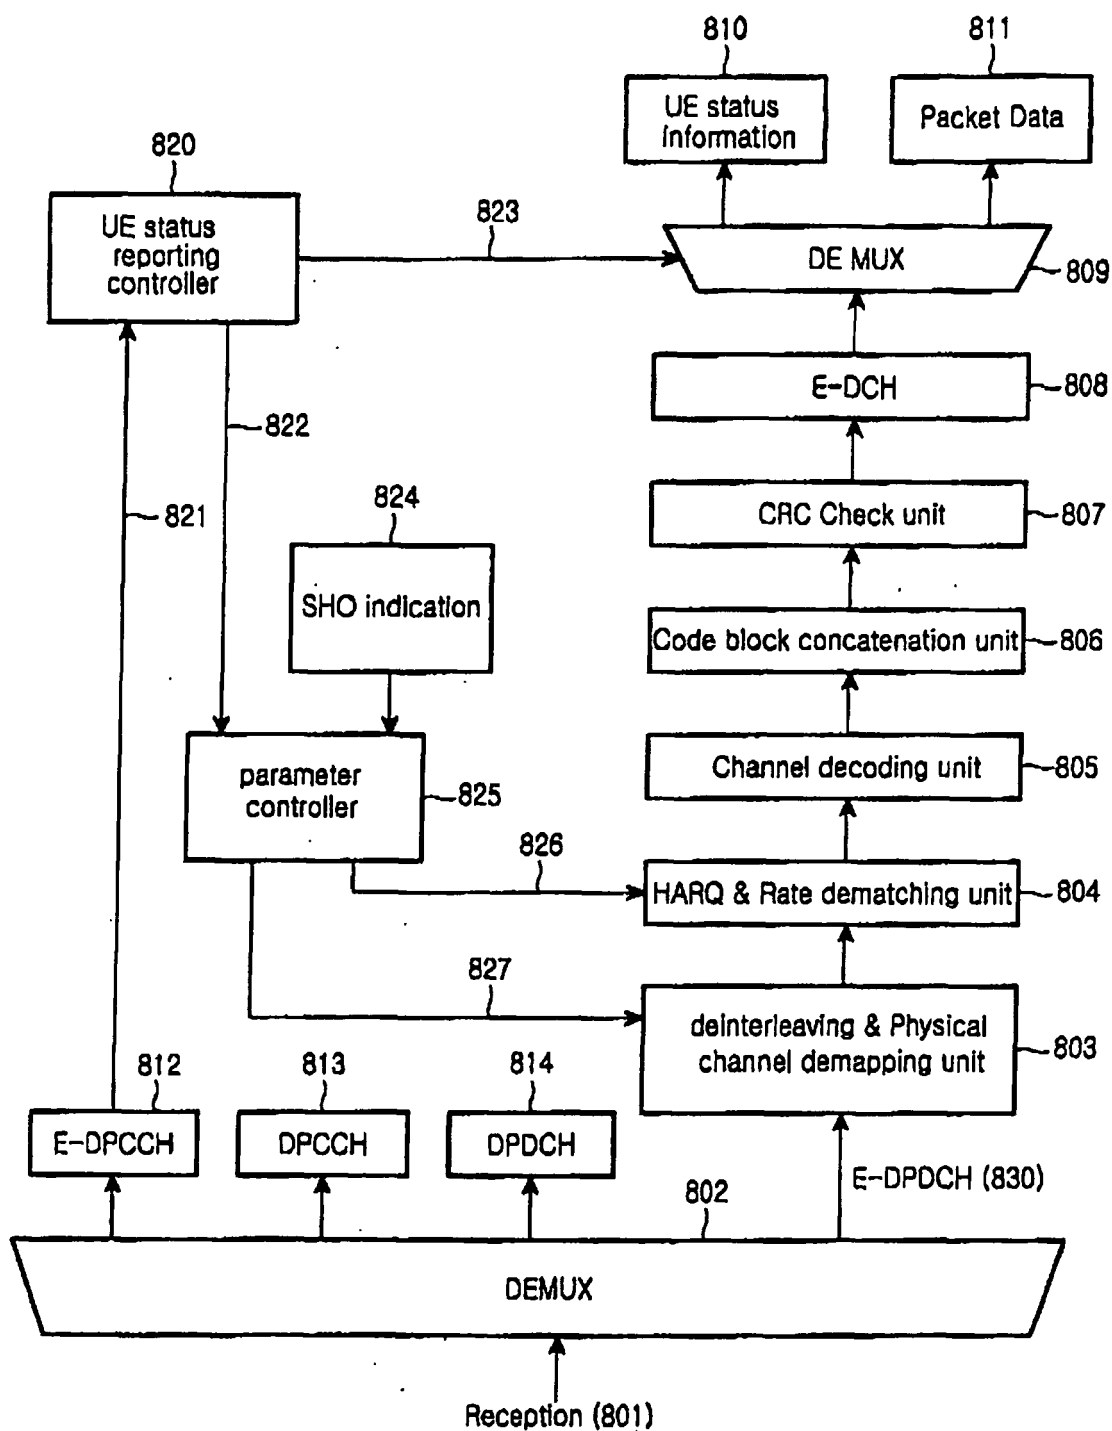 810
811
UE status
information
Packet Data
820
UE status
reporting
controller
823
DE MUX
809
E-DCH
808
822
821
824
CRC Check unit
807
SHO indication
Code block concatenation unit
806
parameter
controller
825
Channel decoding unit
805
826
HARQ & Rate dematching unit
804
827
deinterleaving & Physical
channel demapping unit
803
812
813
814
E-DPCCH
DPCCH
DPDCH
E-DPDCH (830)
802
DEMUX
Reception (801)